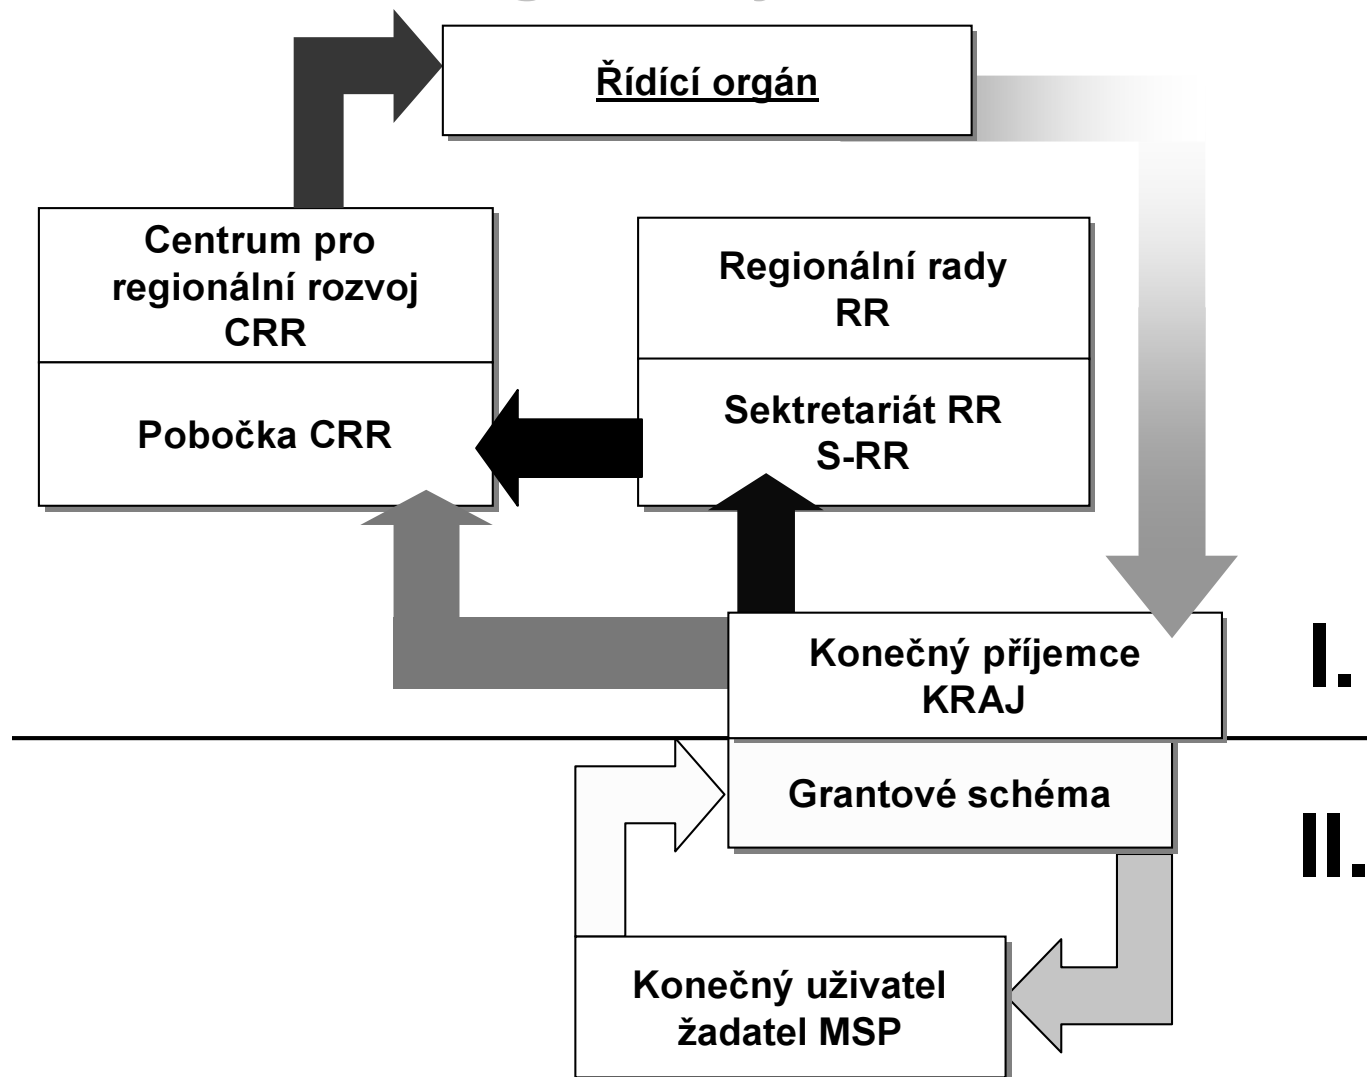 Řídící orgán
Centrum pro
regionální rozvoj
CRR
Regionální rady
RR
Pobočka CRR
Sektretariát RR
S-RR
Konečný příjemce
KRAJ
I.
Grantové schéma
II.
Konečný uživatel
žadatel MSP